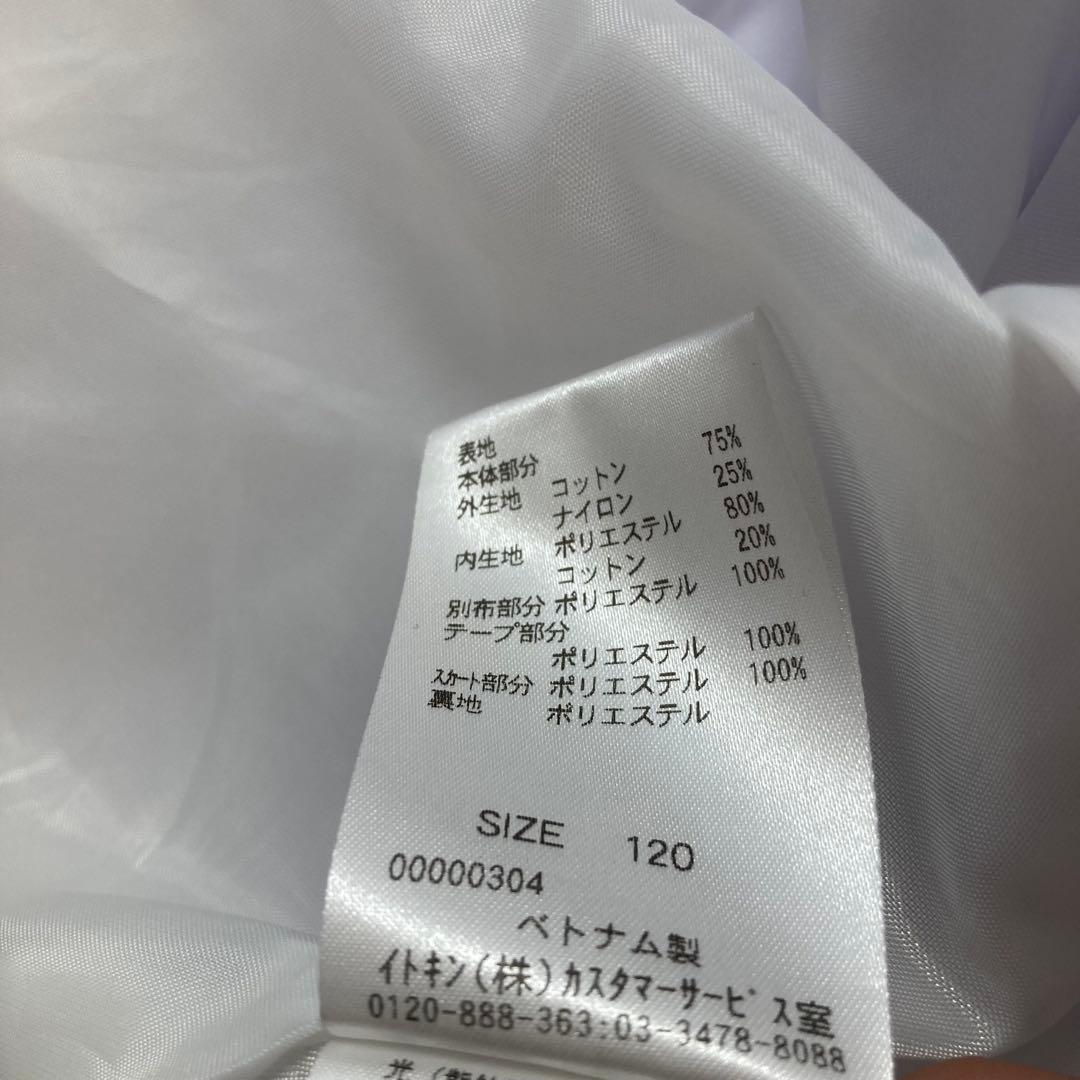 表地
本体部分
外生地 コットン 75%
ナイロン 25%
内生地 ポリエステル 80%
コットン 20%
別布部分 ポリエステル 100%
テープ部分
ポリエステル 100%
スカート部分 ポリエステル 100%
裏地 ポリエステル
SIZE 120
00000304
ベトナム製
イトキン(株)カスタマーサービス室
0120-888-363:03-3478-8088